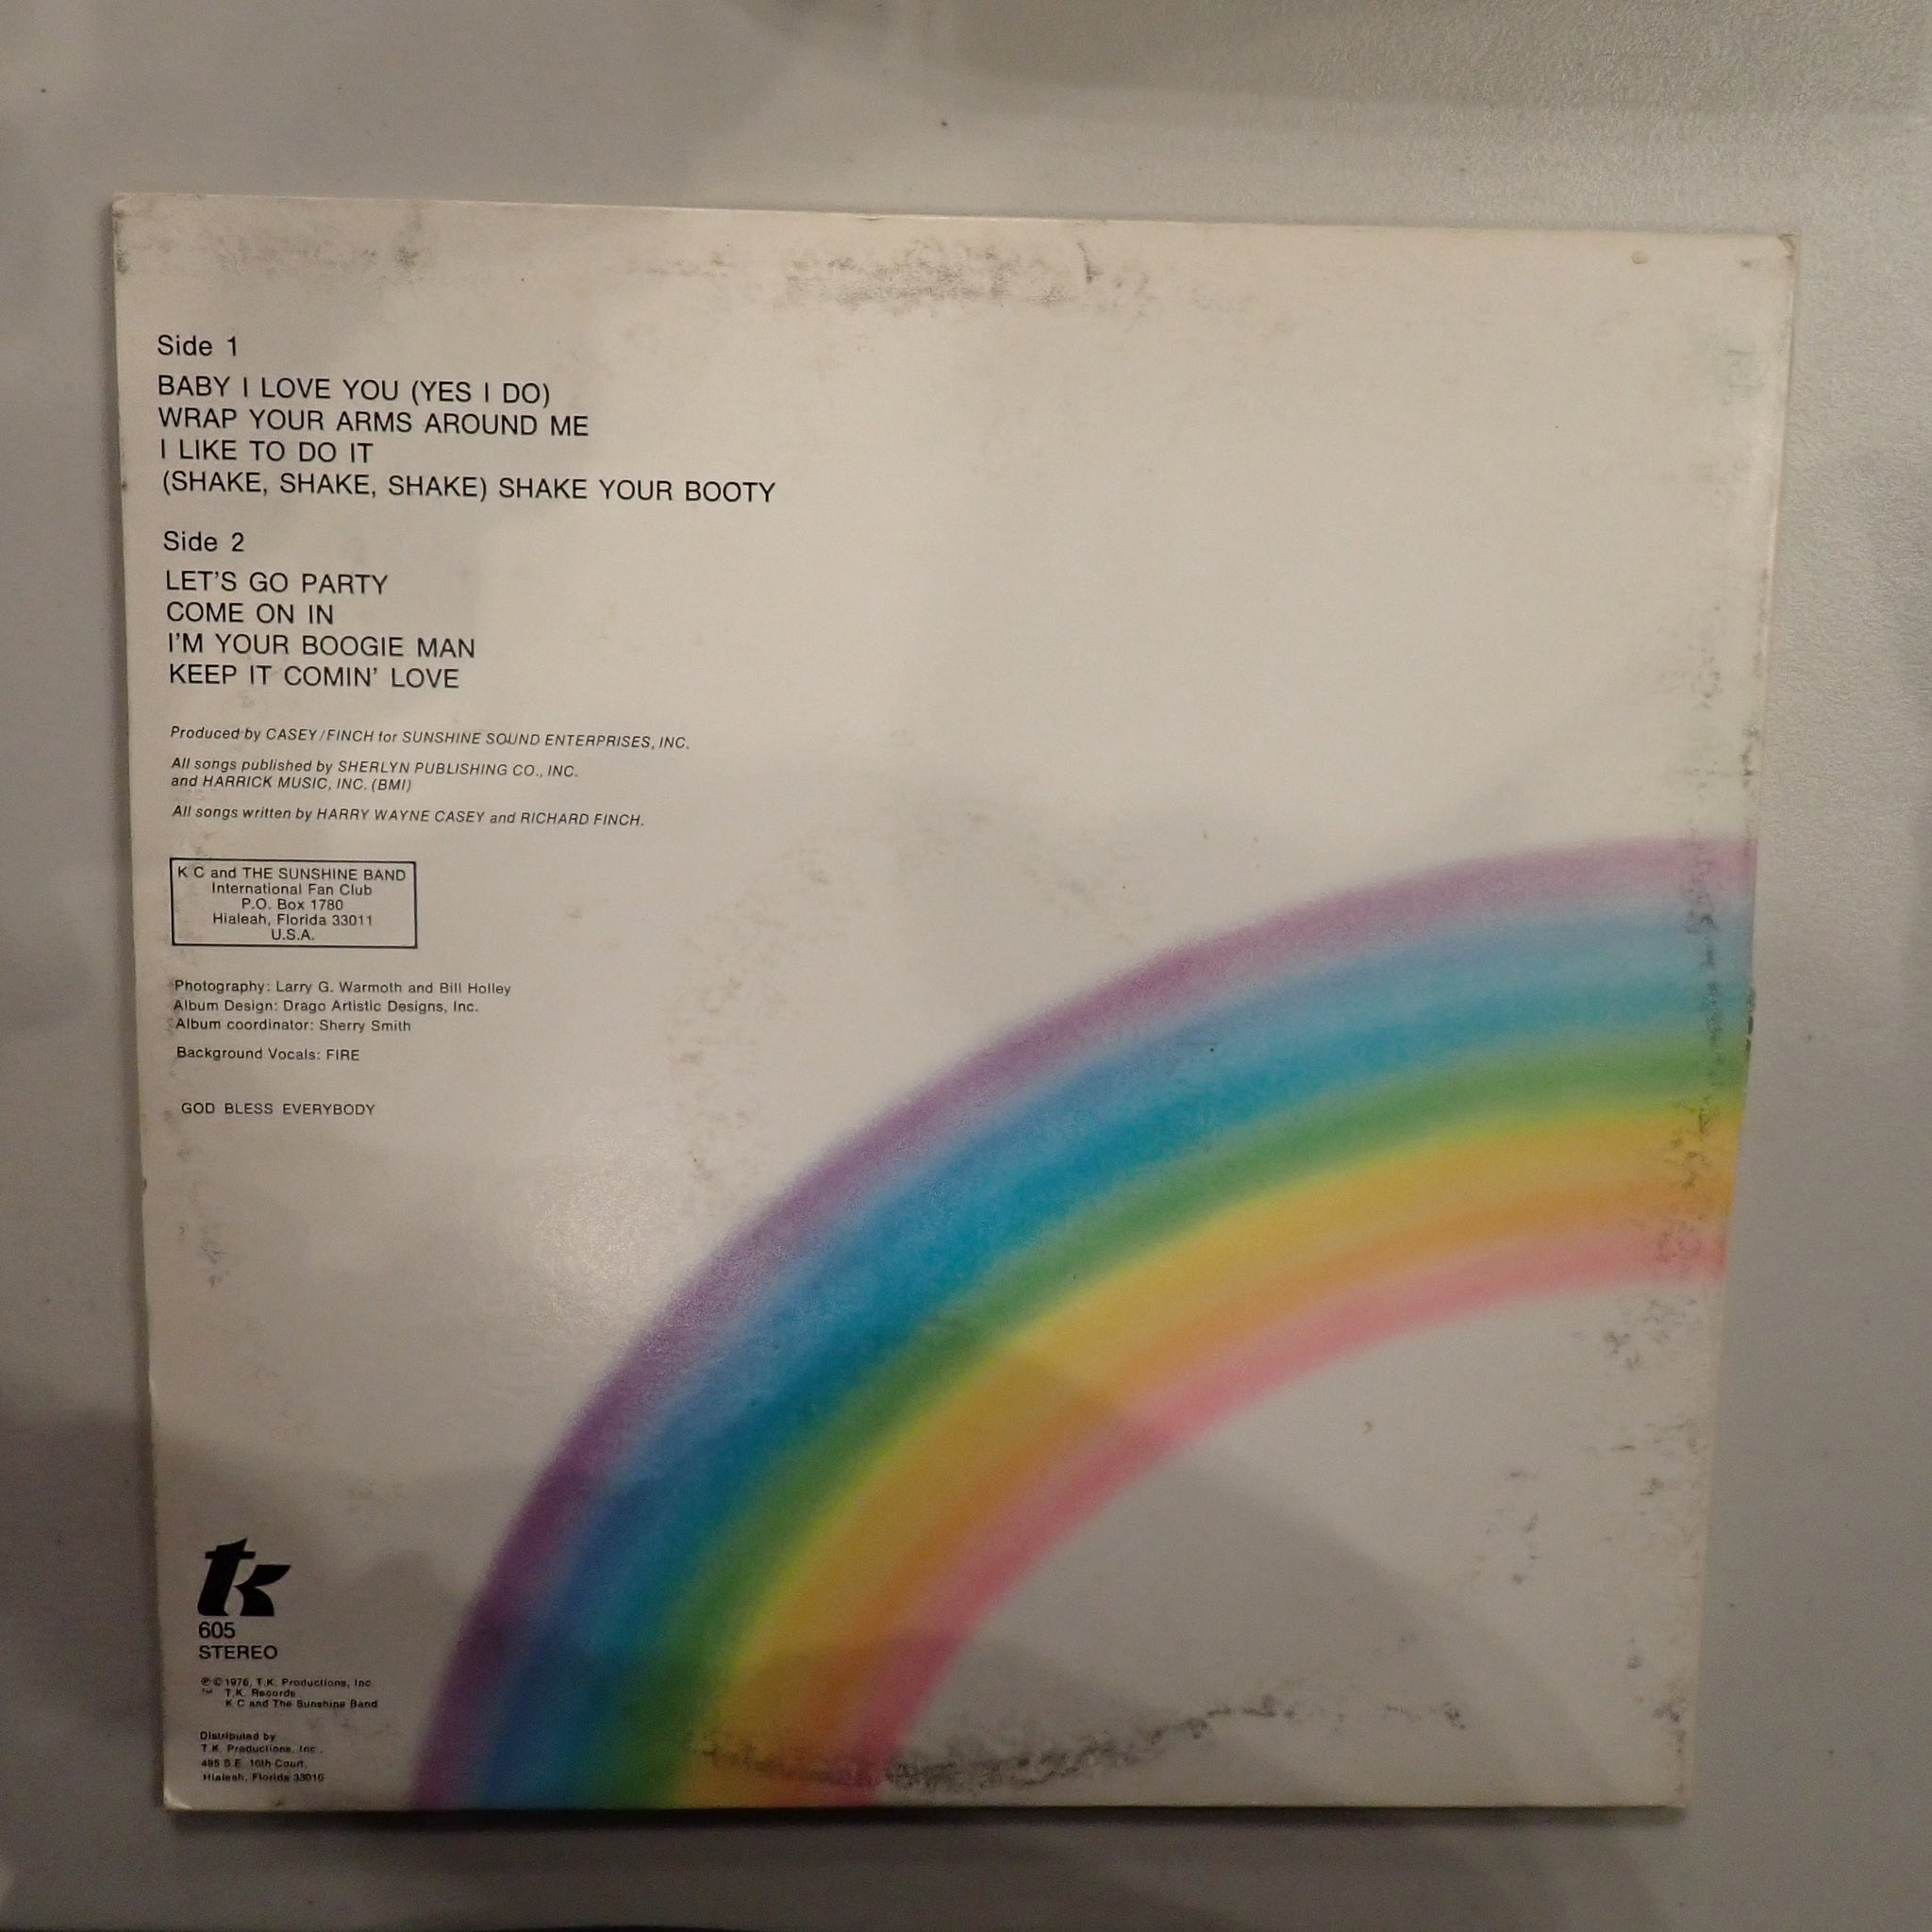 Side 1
BABY I LOVE YOU (YES I DO)
WRAP YOUR ARMS AROUND ME
I LIKE TO DO IT
(SHAKE, SHAKE, SHAKE) SHAKE YOUR BOOTY
Side 2
LET'S GO PARTY
COME ON IN
I'M YOUR BOOGIE MAN
KEEP IT COMIN' LOVE
Produced by CASEY/FINCH for SUNSHINE SOUND ENTERPRISES, INC.
All songs published by SHERLYN PUBLISHING CO., INC.
and HARRICK MUSIC, INC. (BMI)
All songs written by HARRY WAYNE CASEY and RICHARD FINCH.
K C and THE SUNSHINE BAND
International Fan Club
P.O. Box 1780
Hialeah, Florida 33011
U.S.A.
Photography: Larry G. Warmoth and Bill Holley
Album Design: Drago Artistic Designs, Inc.
Album coordinator: Sherry Smith
Background Vocals: FIRE
GOD BLESS EVERYBODY
tk
605
STEREO
℗©1976, T.K. Productions, Inc.
™ T.K. Records
K C and The Sunshine Band
Distributed by
T.K. Productions, Inc.,
495 S.E. 10th Court,
Hialeah, Florida 33010